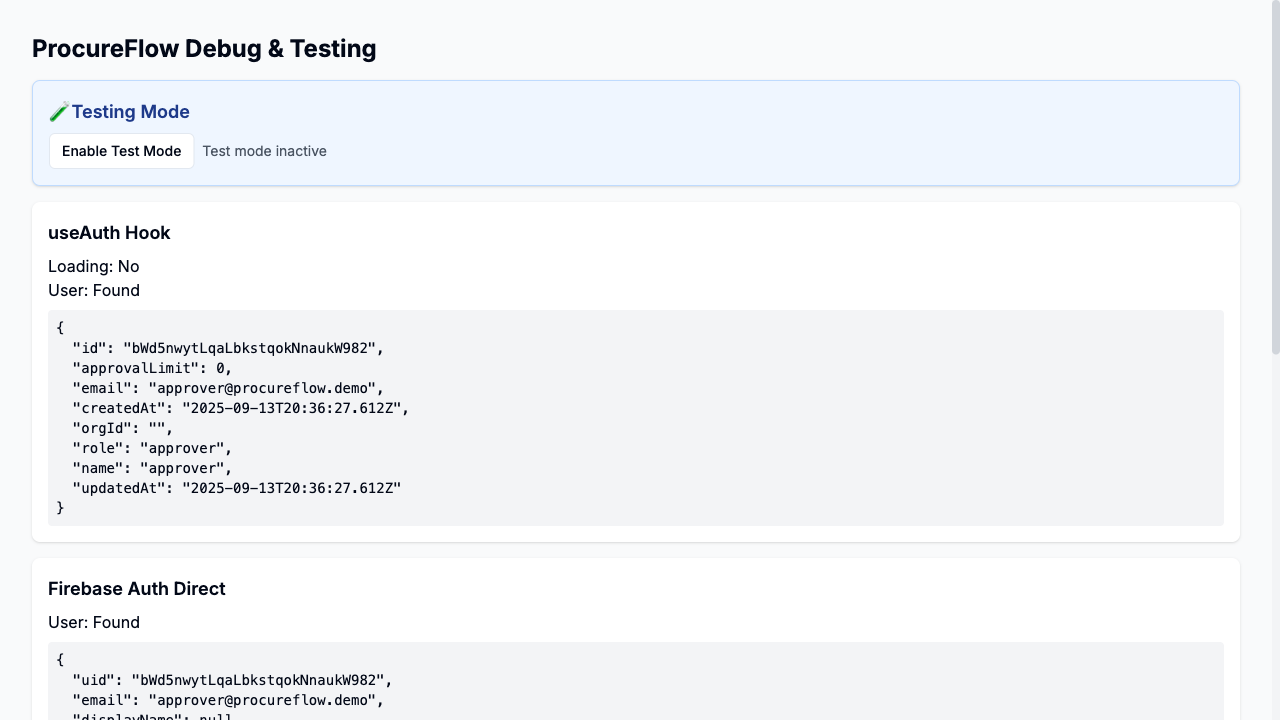 ProcureFlow Debug & Testing
🧪Testing Mode
Enable Test Mode
Test mode inactive
useAuth Hook
Loading: No
User: Found
{
  "id": "bWd5nwytLqaLbkstqokNnaukW982",
  "approvalLimit": 0,
  "email": "approver@procureflow.demo",
  "createdAt": "2025-09-13T20:36:27.612Z",
  "orgId": "",
  "role": "approver",
  "name": "approver",
  "updatedAt": "2025-09-13T20:36:27.612Z"
}
Firebase Auth Direct
User: Found
{
  "uid": "bWd5nwytLqaLbkstqokNnaukW982",
  "email": "approver@procureflow.demo",
  "displayName": null